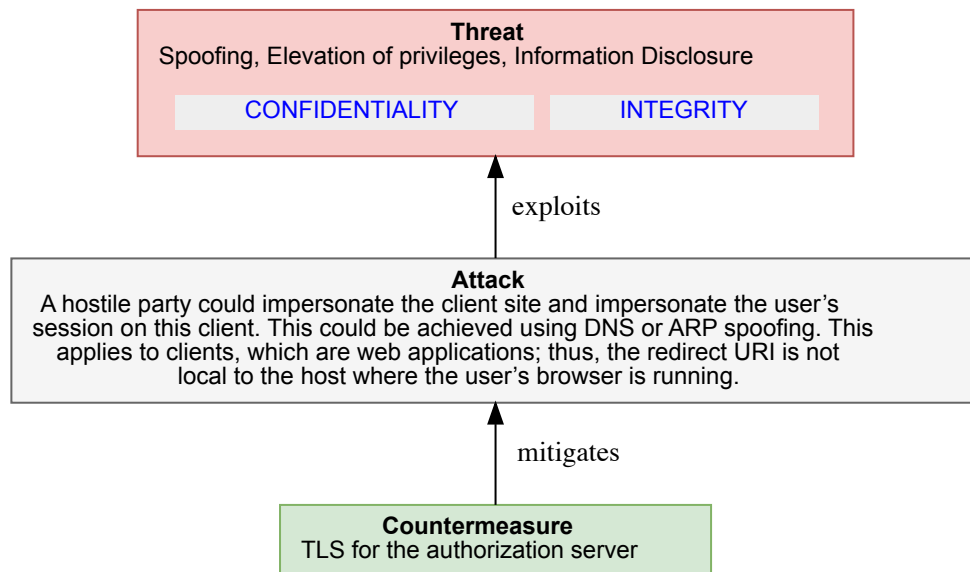 Threat
Spoofing, Elevation of privileges, Information Disclosure
CONFIDENTIALITY
INTEGRITY
exploits
Attack
A hostile party could impersonate the client site and impersonate the user’s
session on this client. This could be achieved using DNS or ARP spoofing. This
applies to clients, which are web applications; thus, the redirect URI is not
local to the host where the user’s browser is running.
mitigates
Countermeasure
TLS for the authorization server